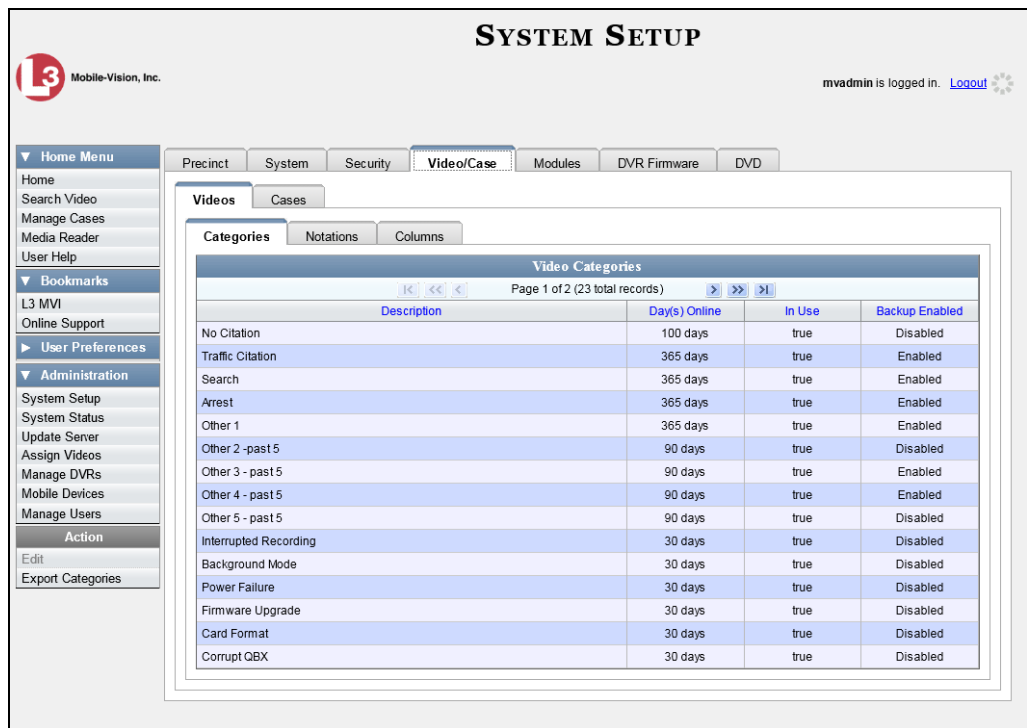 SYSTEM SETUP
L3 Mobile-Vision, Inc.
mvadmin is logged in. Logout
▼ Home Menu
Home
Search Video
Manage Cases
Media Reader
User Help
▼ Bookmarks
L3 MVI
Online Support
▶ User Preferences
▼ Administration
System Setup
System Status
Update Server
Assign Videos
Manage DVRs
Mobile Devices
Manage Users
Action
Edit
Export Categories
Precinct System Security Video/Case Modules DVR Firmware DVD
Videos Cases
Categories Notations Columns
Video Categories
Page 1 of 2 (23 total records)
Description Day(s) Online In Use Backup Enabled
No Citation 100 days true Disabled
Traffic Citation 365 days true Enabled
Search 365 days true Enabled
Arrest 365 days true Enabled
Other 1 365 days true Enabled
Other 2 -past 5 90 days true Disabled
Other 3 - past 5 90 days true Enabled
Other 4 - past 5 90 days true Enabled
Other 5 - past 5 90 days true Disabled
Interrupted Recording 30 days true Disabled
Background Mode 30 days true Disabled
Power Failure 30 days true Disabled
Firmware Upgrade 30 days true Disabled
Card Format 30 days true Disabled
Corrupt QBX 30 days true Disabled